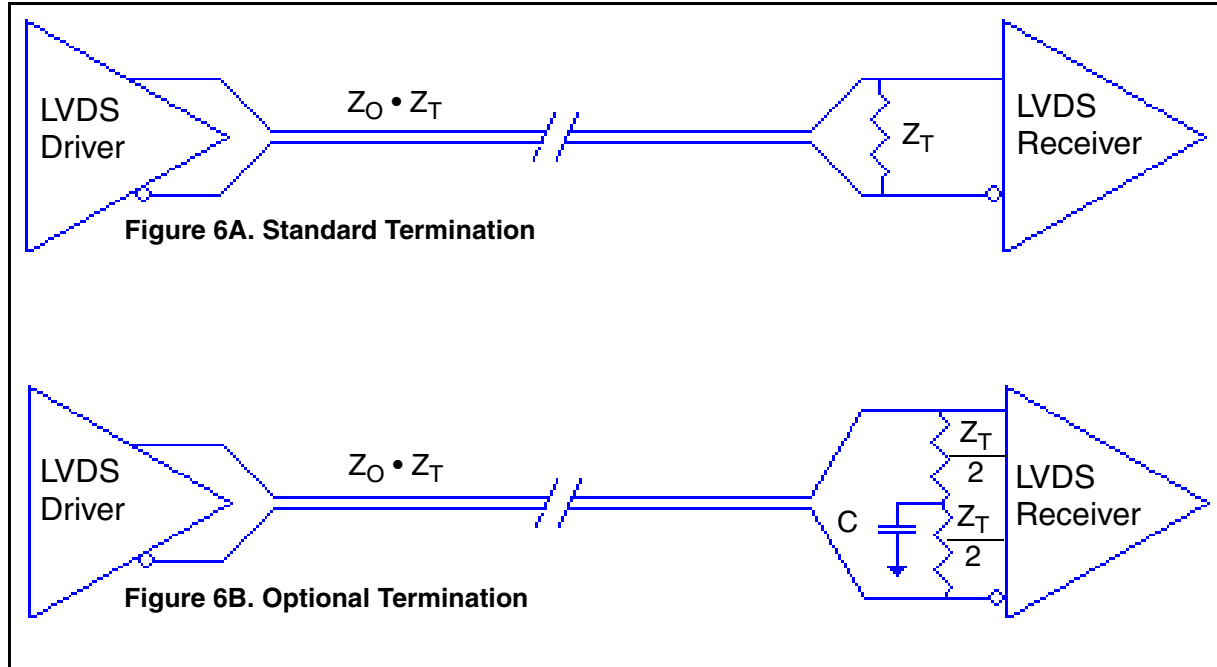 LVDS
Driver
Z_O • Z_T
Z_T
LVDS
Receiver
Figure 6A. Standard Termination
LVDS
Driver
Z_O • Z_T
C
Z_T
2
Z_T
2
LVDS
Receiver
Figure 6B. Optional Termination